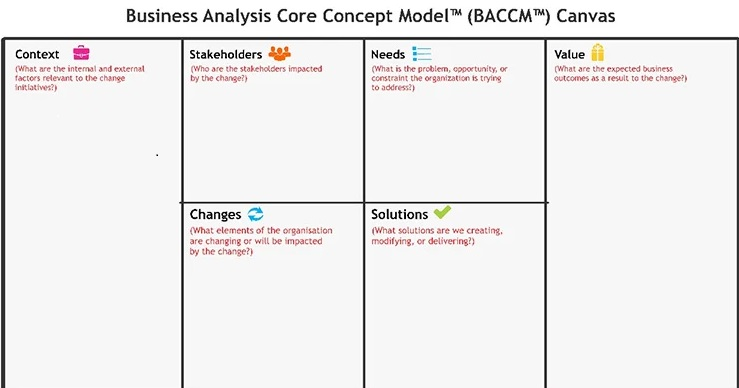 Business Analysis Core Concept Model™ (BACCM™) Canvas
Context
(What are the internal and external
factors relevant to the change
initiatives?)
Stakeholders
(Who are the stakeholders impacted
by the change?)
Needs
(What is the problem, opportunity, or
constraint the organization is trying
to address?)
Value
(What are the expected business
outcomes as a result to the change?)
Changes
(What elements of the organisation
are changing or will be impacted
by the change?)
Solutions
(What solutions are we creating,
modifying, or delivering?)